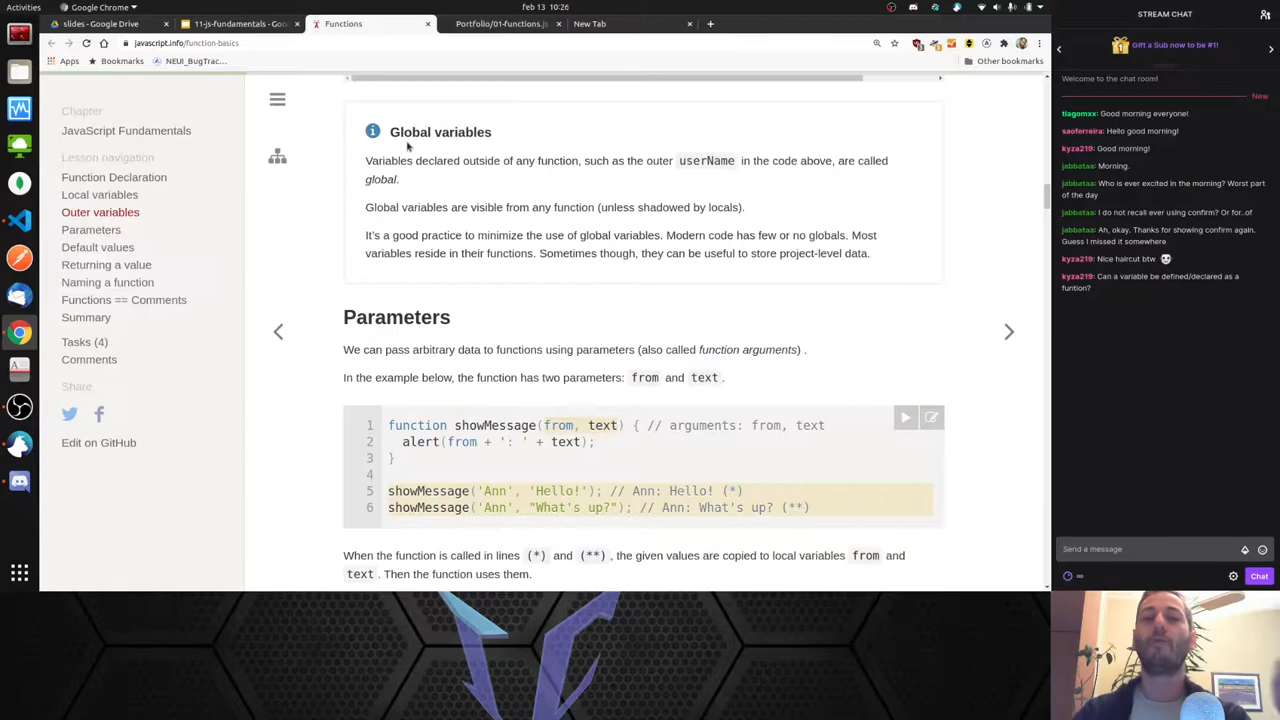 Activities
Google Chrome
fev 13 10:26
slides - Google Drive
11-js-fundamentals - Goo
Functions
Portfolio/01-functions.js
New Tab
javascript.info/function-basics
Apps
Bookmarks
NEUI_BugTrac...
Other bookmarks
Chapter
JavaScript Fundamentals
Lesson navigation
Function Declaration
Local variables
Outer variables
Parameters
Default values
Returning a value
Naming a function
Functions == Comments
Summary
Tasks (4)
Comments
Share
Edit on GitHub
Global variables
Variables declared outside of any function, such as the outer userName in the code above, are called
global.
Global variables are visible from any function (unless shadowed by locals).
It's a good practice to minimize the use of global variables. Modern code has few or no globals. Most
variables reside in their functions. Sometimes though, they can be useful to store project-level data.
Parameters
We can pass arbitrary data to functions using parameters (also called function arguments) .
In the example below, the function has two parameters: from and text.
1 function showMessage(from, text) { // arguments: from, text
2 alert(from + ': ' + text);
3 }
4
5 showMessage('Ann', 'Hello!'); // Ann: Hello! (*)
6 showMessage('Ann', "What's up?"); // Ann: What's up? (**)
When the function is called in lines (*) and (**), the given values are copied to local variables from and
text. Then the function uses them.
STREAM CHAT
Gift a Sub now to be #1!
Welcome to the chat room!
New
tiagomxx: Good morning everyone!
saoferreira: Hello good morning!
kyza219: Good morning!
jabbataa: Morning.
jabbataa: Who is ever excited in the morning? Worst part
of the day
jabbataa: I do not recall ever using confirm? Or for..of
jabbataa: Ah, okay. Thanks for showing confirm again.
Guess I missed it somewhere
kyza219: Nice haircut btw
kyza219: Can a variable be defined/declared as a
funtion?
Send a message
Chat